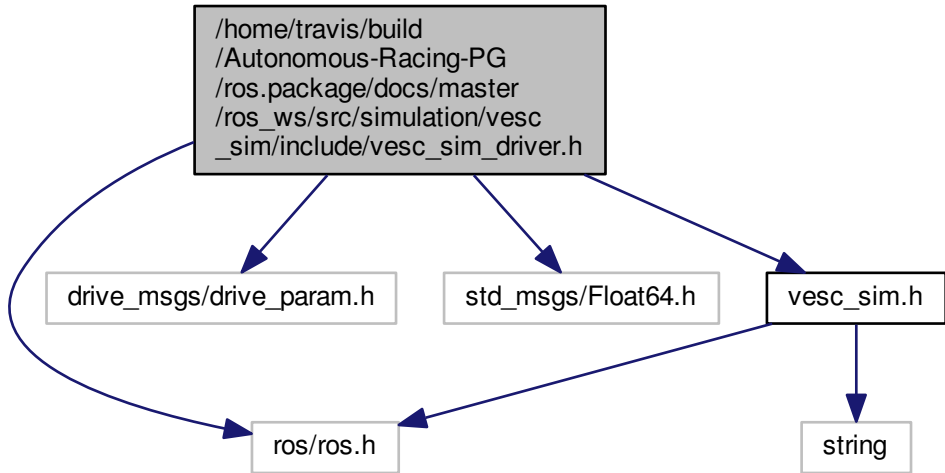 /home/travis/build
/Autonomous-Racing-PG
/ros.package/docs/master
/ros_ws/src/simulation/vesc
_sim/include/vesc_sim_driver.h
drive_msgs/drive_param.h
std_msgs/Float64.h
vesc_sim.h
ros/ros.h
string